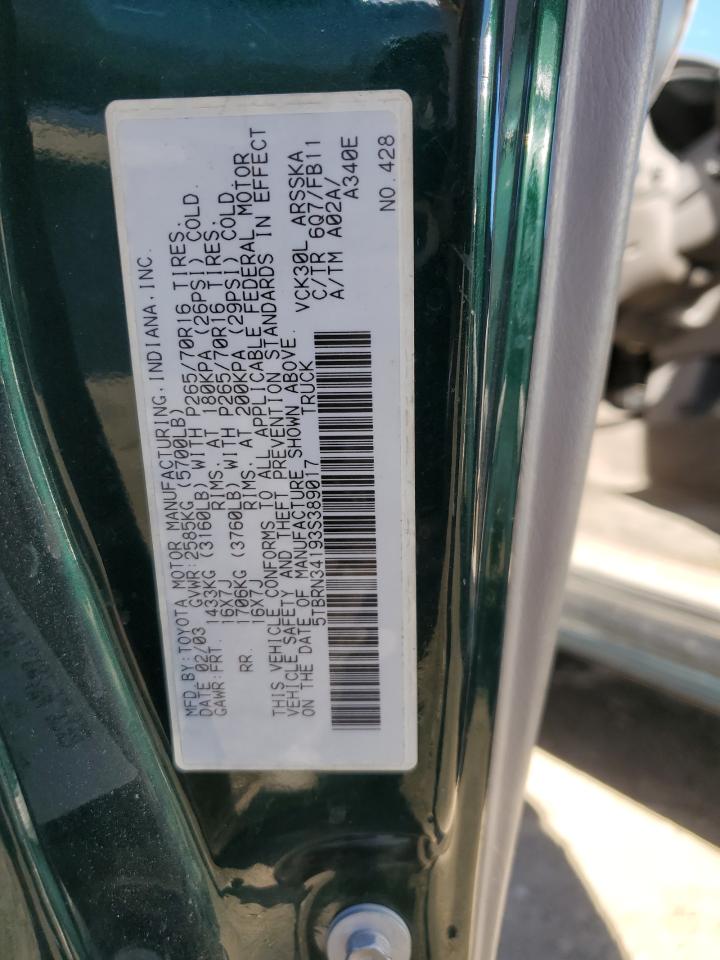 MFD BY: TOYOTA MOTOR MANUFACTURING, INDIANA, INC.
DATE 02/03 GVWR: 2585KG (5700LB)
GAWR: FRT. 1433KG (3160LB) WITH P265/70R16 TIRES.
16X7J RIMS. AT 180KPA (26PSI) COLD.
RR. 1706KG (3760LB) WITH P265/70R16 TIRES.
16X7J RIMS. AT 200KPA (29PSI) COLD.
THIS VEHICLE CONFORMS TO ALL APPLICABLE FEDERAL MOTOR
VEHICLE SAFETY AND THEFT PREVENTION STANDARDS IN EFFECT
ON THE DATE OF MANUFACTURE SHOWN ABOVE.
5TBRN34193S389017 TRUCK
VCK30L ARSSKA
C/TR 6Q7/FB11
A/TM A02A/
A340E
NO. 428